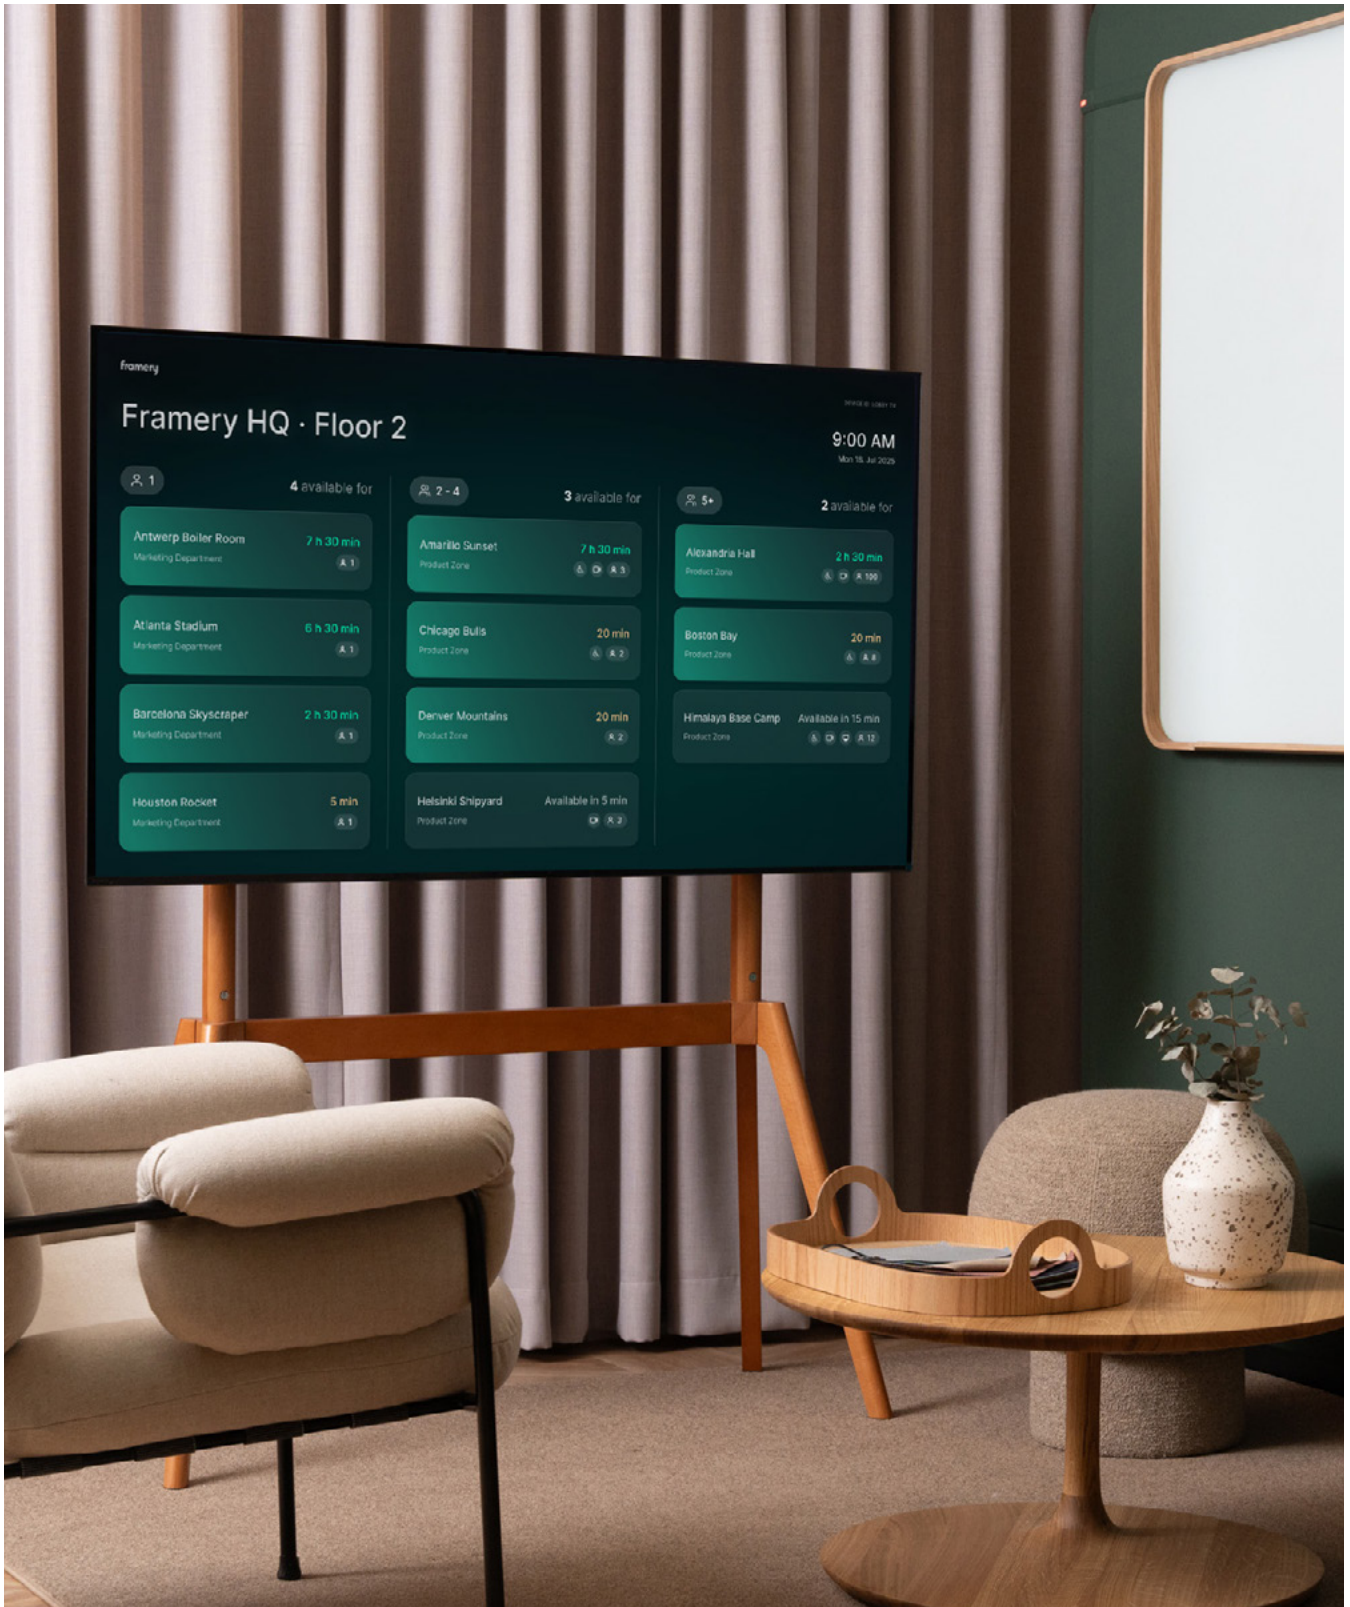 framery
Framery HQ · Floor 2
9:00 AM
Mon 18. Jul 2025
1
4 available for
Antwerp Boiler Room
7 h 30 min
Marketing Department
1
Atlanta Stadium
6 h 30 min
Marketing Department
1
Barcelona Skyscraper
2 h 30 min
Marketing Department
1
Houston Rocket
5 min
Marketing Department
1
2 - 4
3 available for
Amarillo Sunset
7 h 30 min
Product Zone
3
Chicago Bulls
20 min
Product Zone
2
Denver Mountains
20 min
Product Zone
2
Helsinki Shipyard
Available in 5 min
Product Zone
5+
2 available for
Alexandria Hall
2 h 30 min
Product Zone
100
Boston Bay
20 min
Product Zone
8
Himalaya Base Camp
Available in 15 min
Product Zone
12